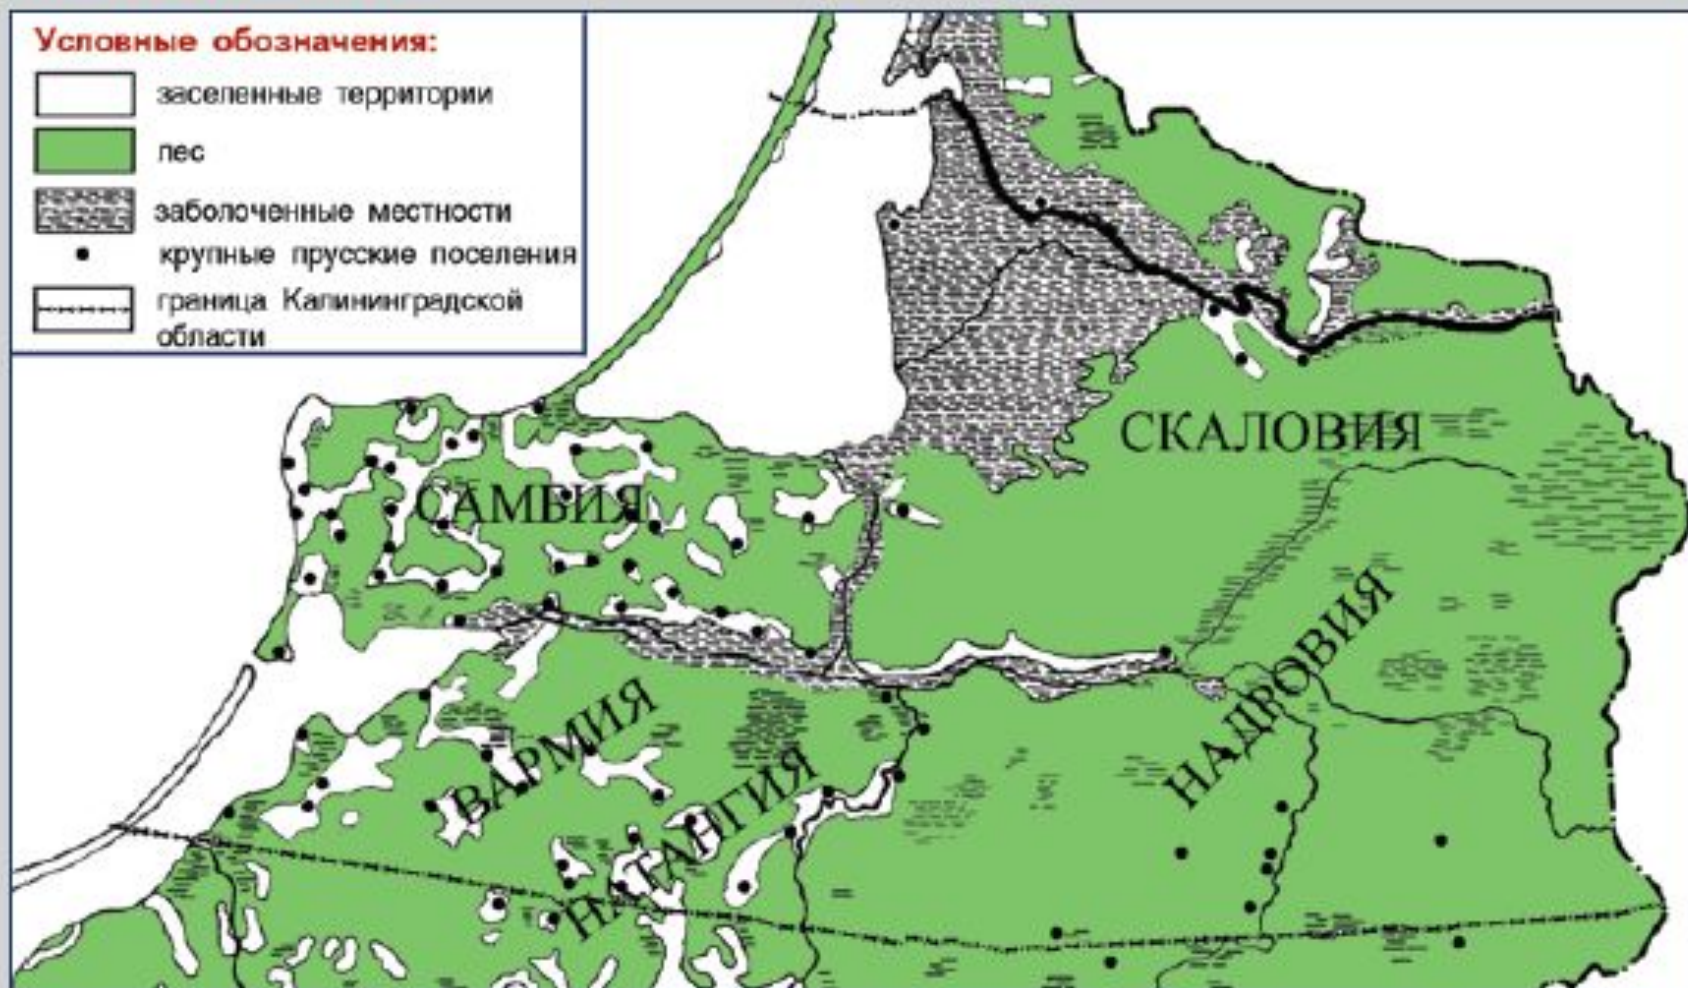 Условные обозначения:
заселенные территории
лес
заболоченные местности
крупные прусские поселения
граница Калининградской
области
СКАЛОВИЯ
САМБИЯ
НАДРОВИЯ
ВАРМИЯ
НАТАНГИЯ